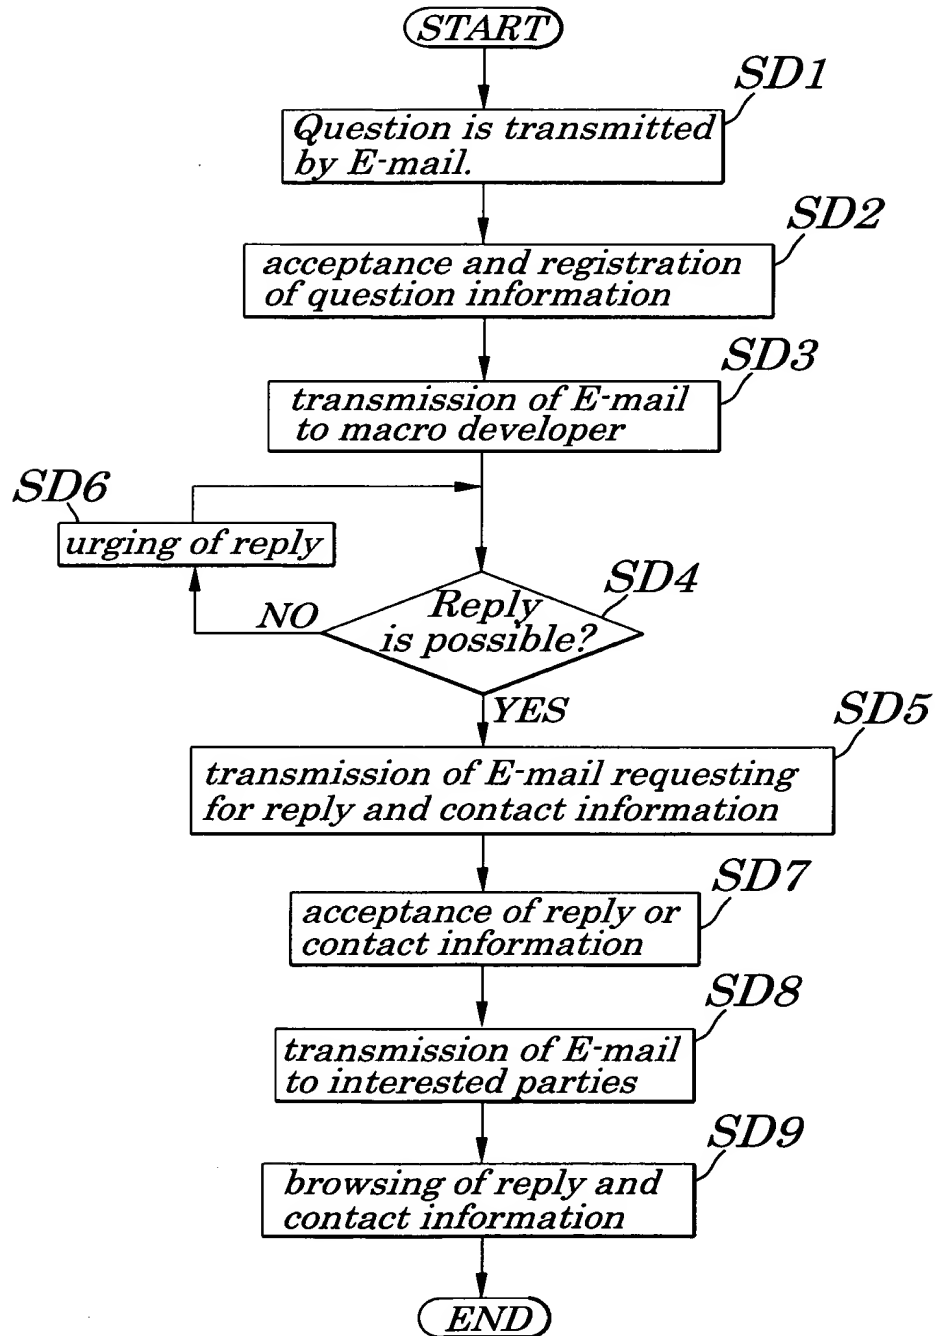 START
SD1
Question is transmitted
by E-mail.
SD2
acceptance and registration
of question information
SD3
transmission of E-mail
to macro developer
SD6
urging of reply
SD4
Reply
is possible?
NO
YES
SD5
transmission of E-mail requesting
for reply and contact information
SD7
acceptance of reply or
contact information
SD8
transmission of E-mail
to interested parties
SD9
browsing of reply and
contact information
END